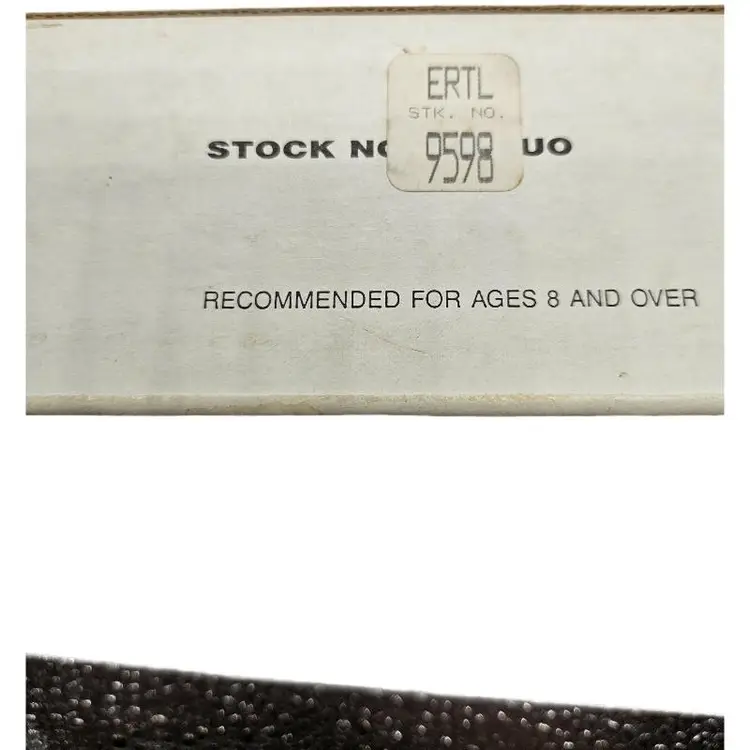 ERTL
STK. NO.
9598
STOCK NO UO
RECOMMENDED FOR AGES 8 AND OVER